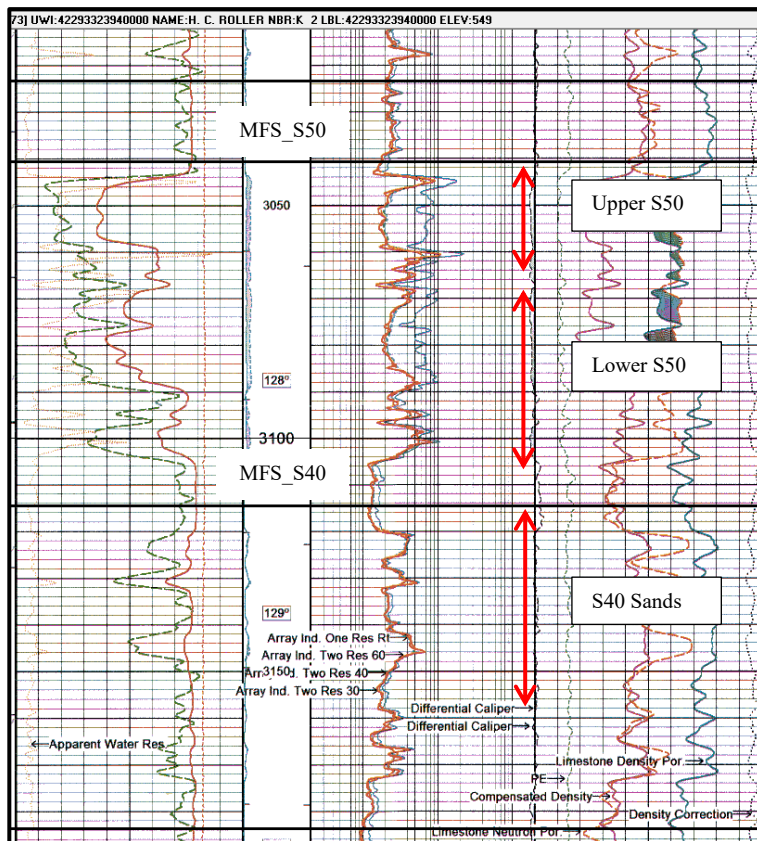 73] UWI:42293323940000 NAME:H. C. ROLLER NBR:K 2 LBL:42293323940000 ELEV:549
MFS_S50
3050
Upper S50
Lower S50
128º
3100
MFS_S40
S40 Sands
129º
Array Ind. One Res Rt
Array Ind. Two Res 60
3150
Ind. Two Res 40
Array Ind. Two Res 30
Differential Caliper
Differential Caliper
Apparent Water Res
Limestone Density Por.
PE
Compensated Density
Density Correction
Limestone Neutron Por.